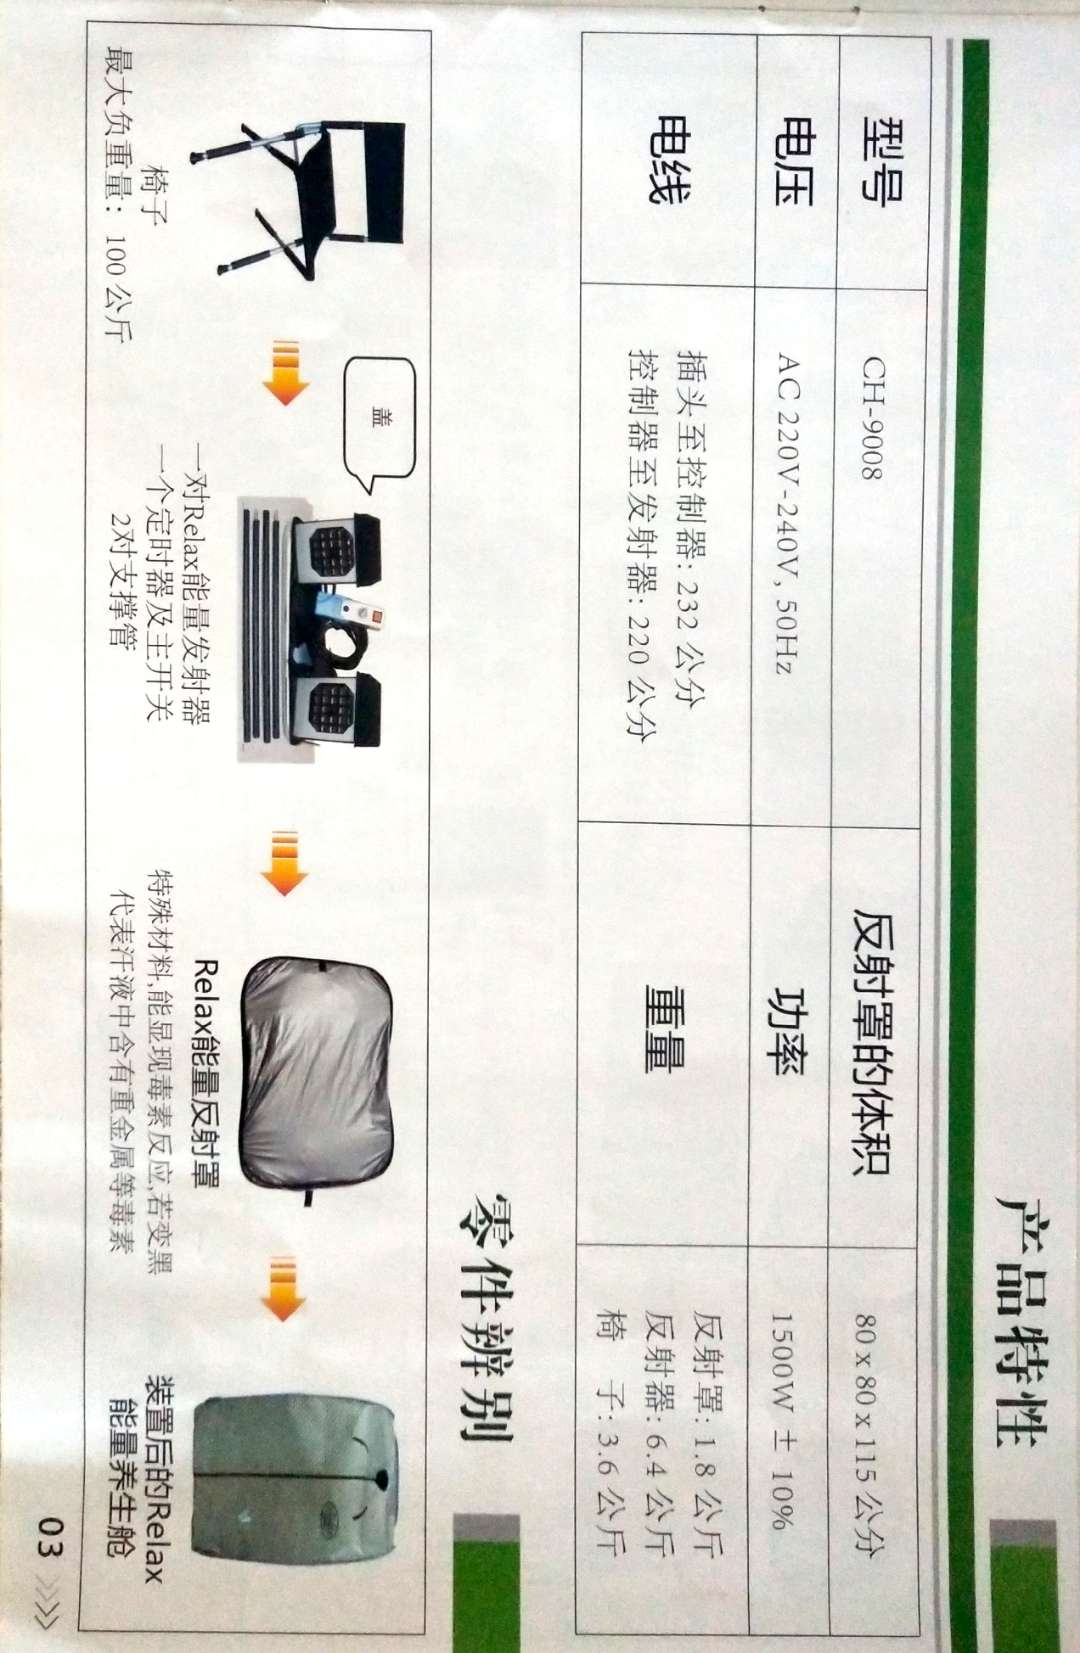 产品特性
型号 CH-9008 反射罩的体积 80 x 80 x 115 公分
电压 AC 220V-240V, 50Hz 功率 1500W ± 10%
电线 插头至控制器: 232 公分
控制器至发射器: 220 公分
重量 反射罩: 1.8 公斤
反射器: 6.4 公斤
椅 子: 3.6 公斤
零件辨别
椅子
最大负重量: 100 公斤
盖
一对Relax能量发射器
一个定时器及主开关
2对支撑管
Relax能量反射罩
特殊材料,能显现毒素反应,若变黑
代表汗液中含有重金属等毒素
装置后的Relax
能量养生舱
03